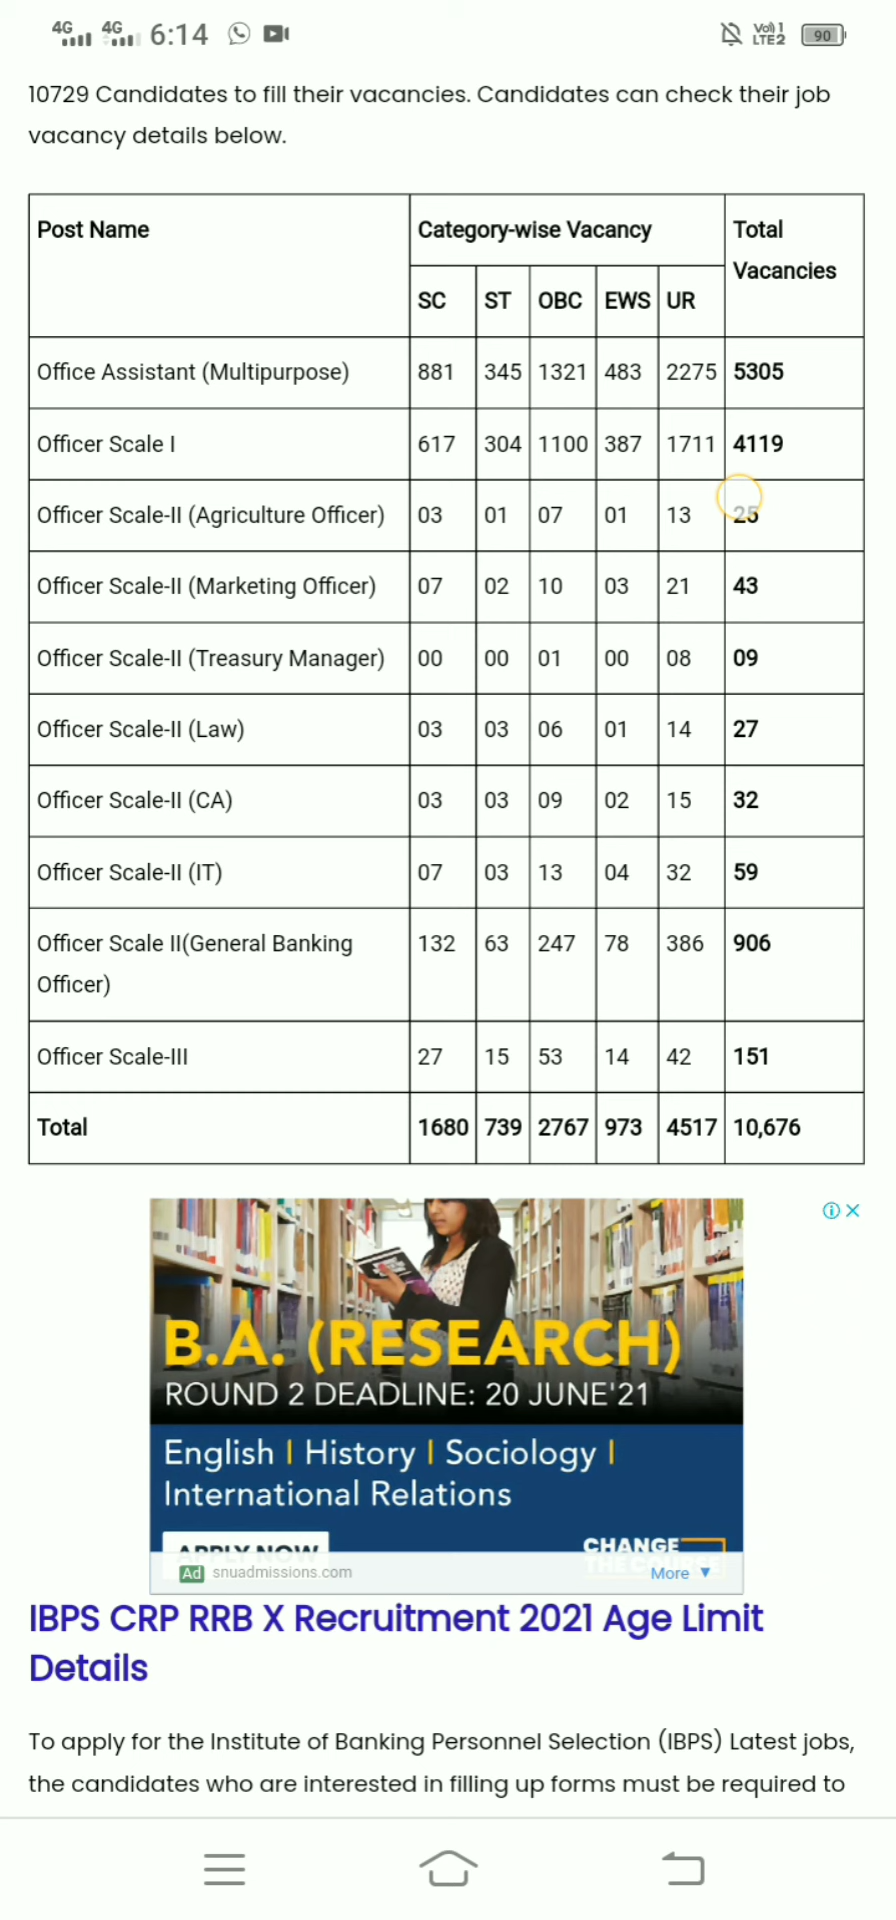 4G 4G 6:14 Vo) 1 LTE2 90
10729 Candidates to fill their vacancies. Candidates can check their job
vacancy details below.
Post Name Category-wise Vacancy Total Vacancies
SC ST OBC EWS UR
Office Assistant (Multipurpose) 881 345 1321 483 2275 5305
Officer Scale I 617 304 1100 387 1711 4119
Officer Scale-II (Agriculture Officer) 03 01 07 01 13 25
Officer Scale-II (Marketing Officer) 07 02 10 03 21 43
Officer Scale-II (Treasury Manager) 00 00 01 00 08 09
Officer Scale-II (Law) 03 03 06 01 14 27
Officer Scale-II (CA) 03 03 09 02 15 32
Officer Scale-II (IT) 07 03 13 04 32 59
Officer Scale II(General Banking 132 63 247 78 386 906
Officer)
Officer Scale-III 27 15 53 14 42 151
Total 1680 739 2767 973 4517 10,676
B.A. (RESEARCH)
ROUND 2 DEADLINE: 20 JUNE'21
English | History | Sociology |
International Relations
APPLY NOW CHANGE
THE COURSE
Ad snuadmissions.com More
IBPS CRP RRB X Recruitment 2021 Age Limit
Details
To apply for the Institute of Banking Personnel Selection (IBPS) Latest jobs,
the candidates who are interested in filling up forms must be required to